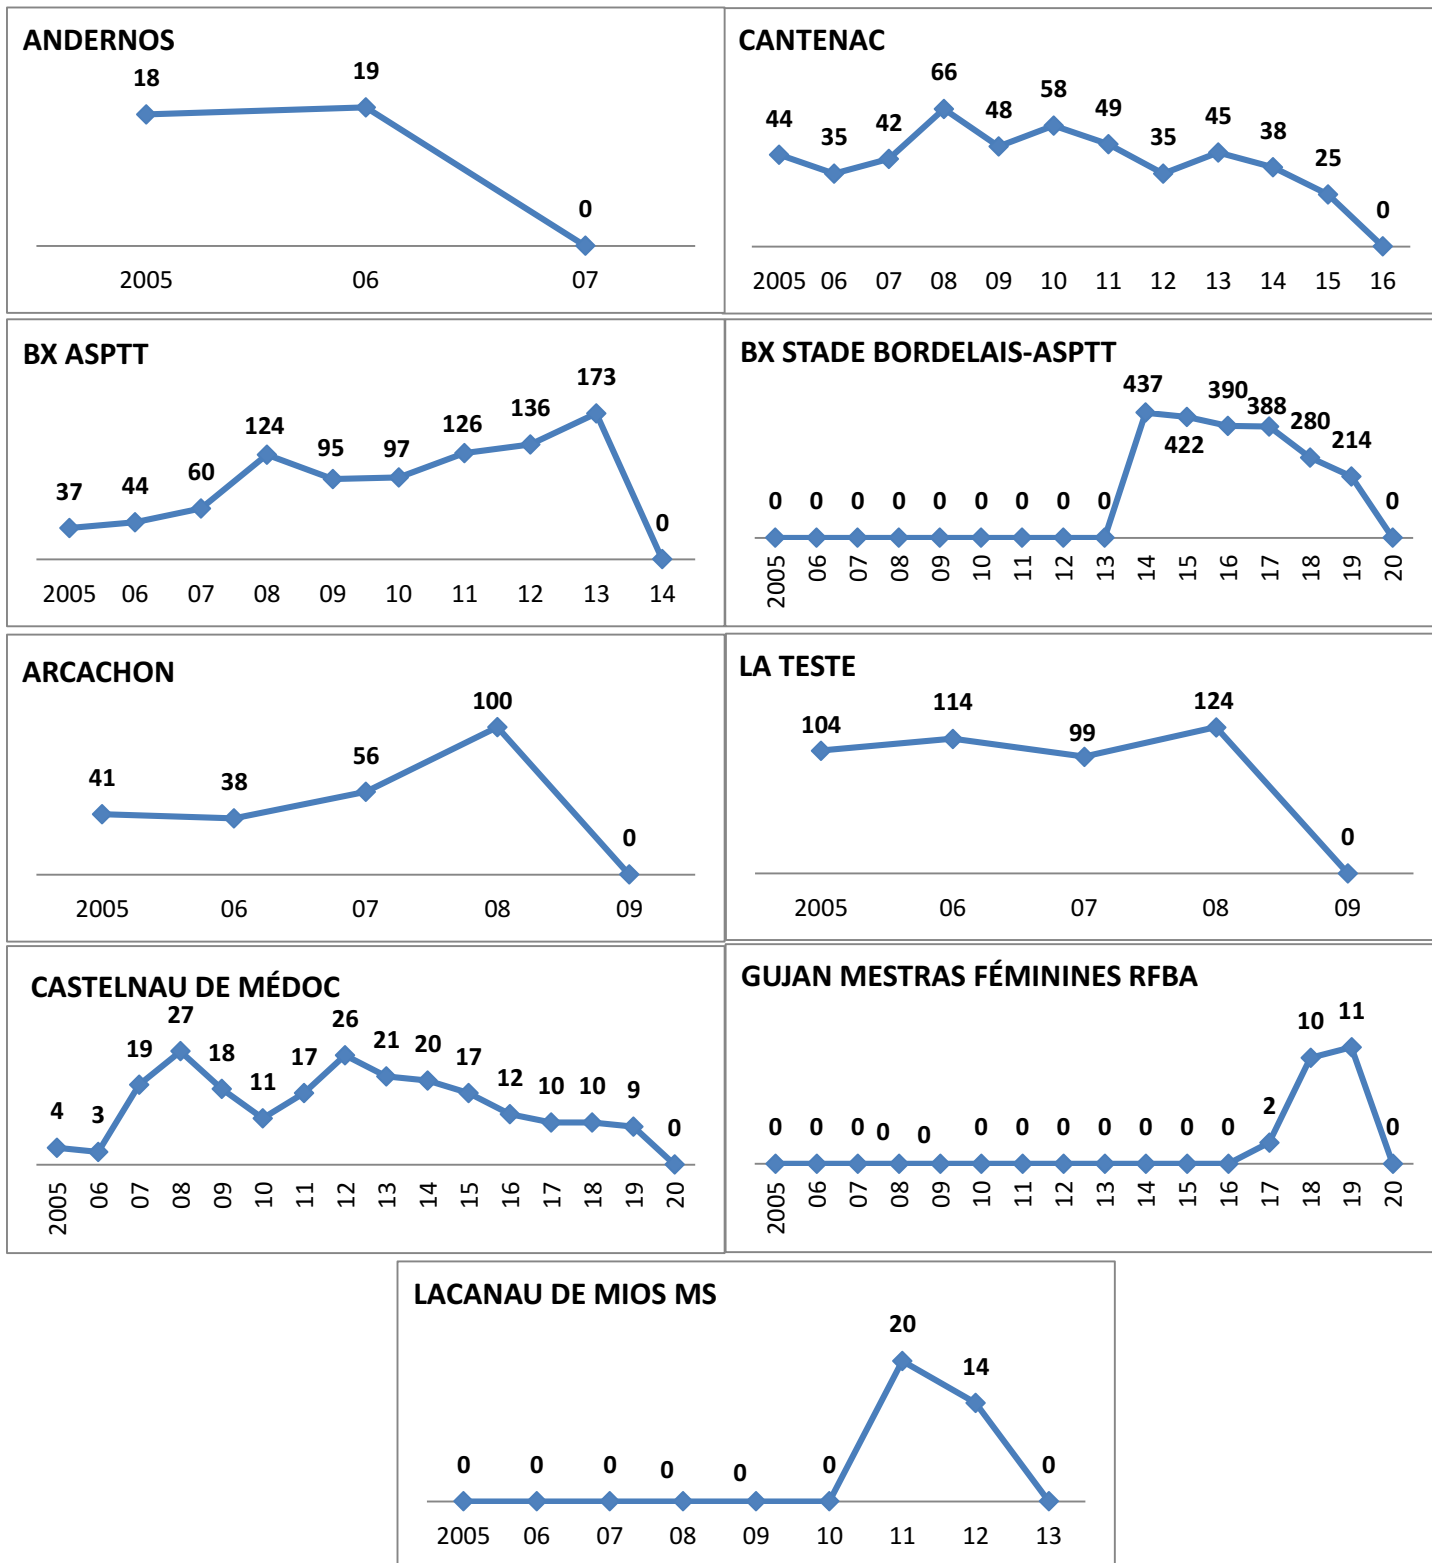 ANDERNOS
18 19 0
2005 06 07
CANTENAC
44 35 42 66 48 58 49 35 45 38 25 0
2005 06 07 08 09 10 11 12 13 14 15 16
BX ASPTT
37 44 60 124 95 97 126 136 173 0
2005 06 07 08 09 10 11 12 13 14
BX STADE BORDELAIS-ASPTT
0 0 0 0 0 0 0 0 0 437 422 390 388 280 214 0
2005 06 07 08 09 10 11 12 13 14 15 16 17 18 19 20
ARCACHON
41 38 56 100 0
2005 06 07 08 09
LA TESTE
104 114 99 124 0
2005 06 07 08 09
CASTELNAU DE MÉDOC
4 3 19 27 18 11 17 26 21 20 17 12 10 10 9 0
2005 06 07 08 09 10 11 12 13 14 15 16 17 18 19 20
GUJAN MESTRAS FÉMININES RFBA
0 0 0 0 0 0 0 0 0 0 0 0 2 10 11 0
2005 06 07 08 09 10 11 12 13 14 15 16 17 18 19 20
LACANAU DE MIOS MS
0 0 0 0 0 0 20 14 0
2005 06 07 08 09 10 11 12 13